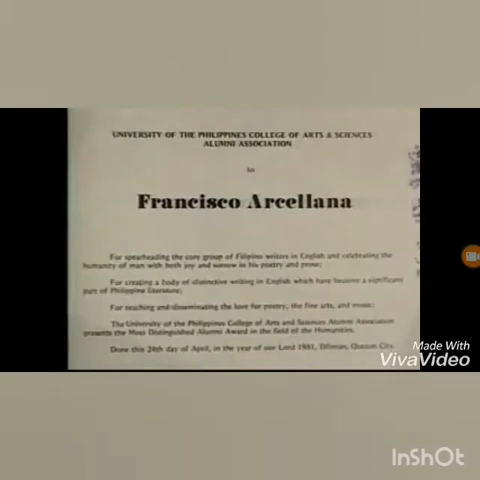 UNIVERSITY OF THE PHILIPPINES COLLEGE OF ARTS & SCIENCES
ALUMNI ASSOCIATION
to
Francisco Arcellana
For spearheading the core group of Filipino writers in English and celebrating the
humanity of man with both joy and sorrow in his poetry and prose;
For creating a body of distinctive writing in English which have become a significant
part of Philippine literature;
For teaching and disseminating the love for poetry, the fine arts, and music;
The University of the Philippines College of Arts and Sciences Alumni Association
presents the Most Distinguished Alumni Award in the field of the Humanities.
Done this 24th day of April, in the year of our Lord 1981, Diliman, Quezon City.
Made With
VivaVideo
InShOt